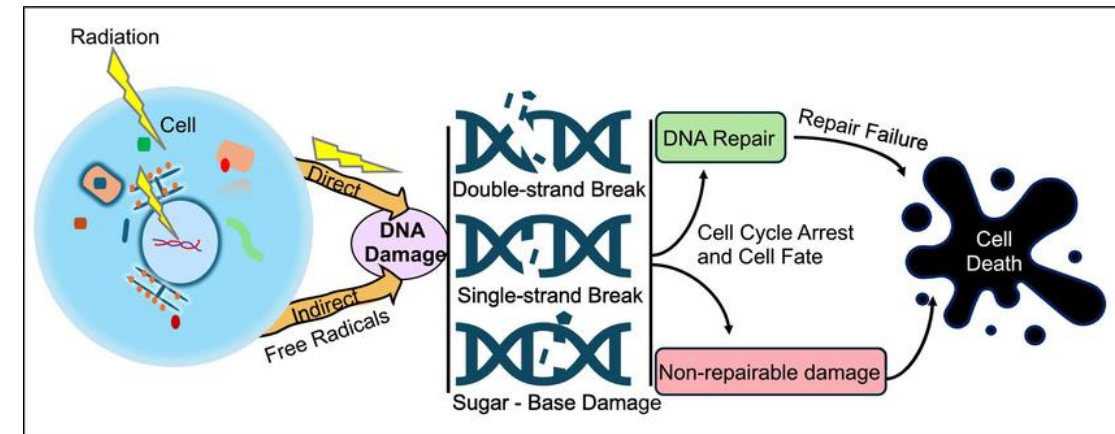 Radiation
Cell
Direct
DNA
Damage
Indirect
Free Radicals
Double-strand Break
Single-strand Break
Sugar - Base Damage
DNA Repair
Repair Failure
Cell Cycle Arrest
and Cell Fate
Non-repairable damage
Cell
Death